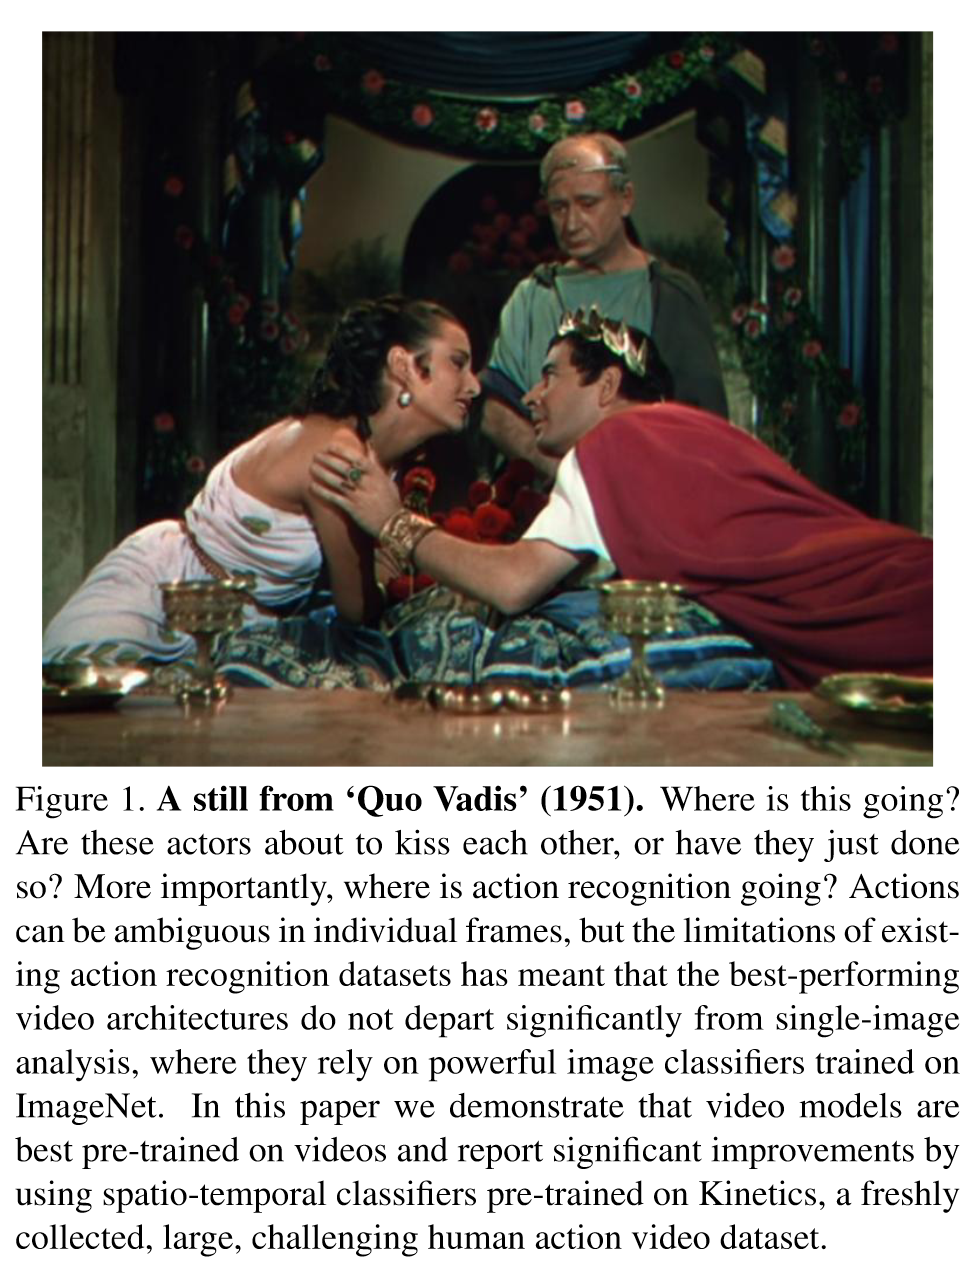 Figure 1. A still from ‘Quo Vadis’ (1951). Where is this going?
Are these actors about to kiss each other, or have they just done
so? More importantly, where is action recognition going? Actions
can be ambiguous in individual frames, but the limitations of exist-
ing action recognition datasets has meant that the best-performing
video architectures do not depart significantly from single-image
analysis, where they rely on powerful image classifiers trained on
ImageNet. In this paper we demonstrate that video models are
best pre-trained on videos and report significant improvements by
using spatio-temporal classifiers pre-trained on Kinetics, a freshly
collected, large, challenging human action video dataset.